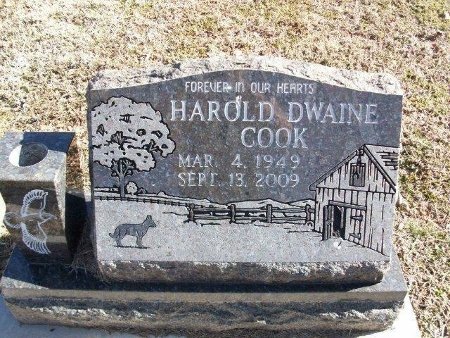 FOREVER IN OUR HEARTS
HAROLD DWAINE
COOK
MAR. 4, 1949
SEPT. 13, 2009